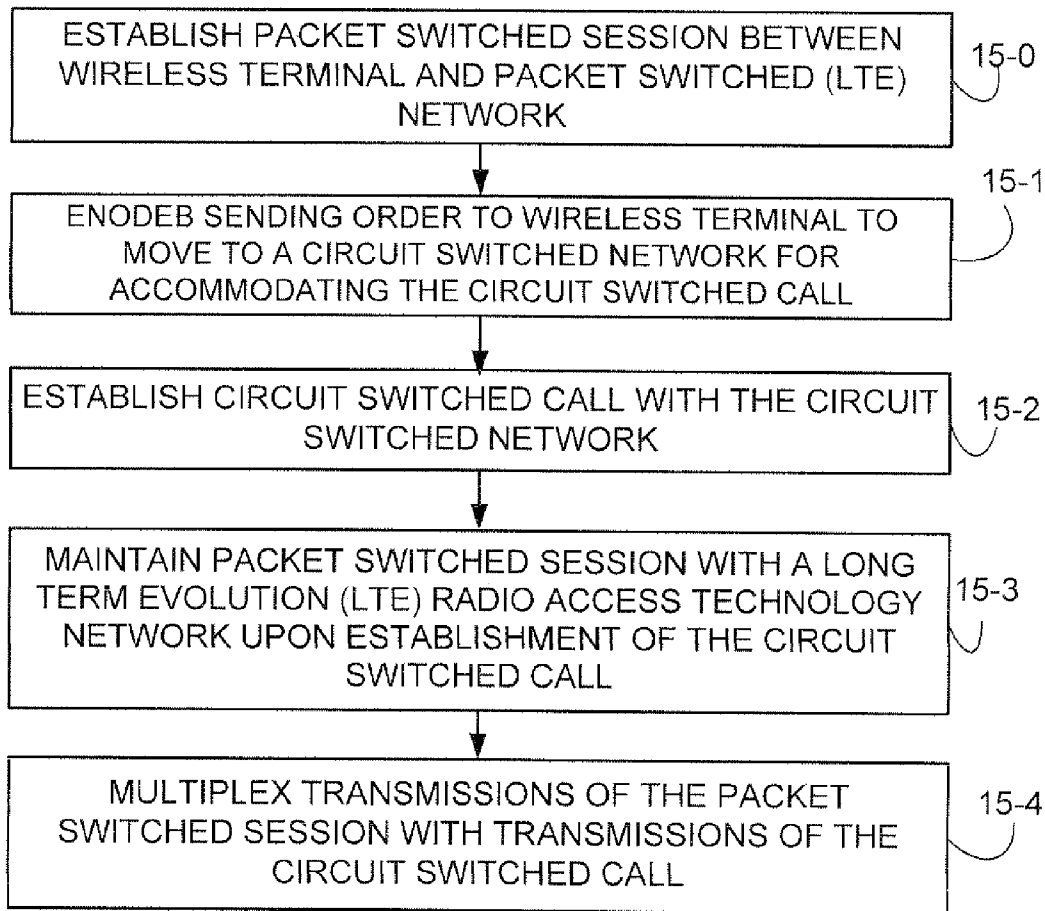 ESTABLISH PACKET SWITCHED SESSION BETWEEN
WIRELESS TERMINAL AND PACKET SWITCHED (LTE)
NETWORK
15-0
15-1
ENODEB SENDING ORDER TO WIRELESS TERMINAL TO
MOVE TO A CIRCUIT SWITCHED NETWORK FOR
ACCOMMODATING THE CIRCUIT SWITCHED CALL
ESTABLISH CIRCUIT SWITCHED CALL WITH THE CIRCUIT
SWITCHED NETWORK
15-2
MAINTAIN PACKET SWITCHED SESSION WITH A LONG
TERM EVOLUTION (LTE) RADIO ACCESS TECHNOLOGY
NETWORK UPON ESTABLISHMENT OF THE CIRCUIT
SWITCHED CALL
15-3
MULTIPLEX TRANSMISSIONS OF THE PACKET
SWITCHED SESSION WITH TRANSMISSIONS OF THE
CIRCUIT SWITCHED CALL
15-4